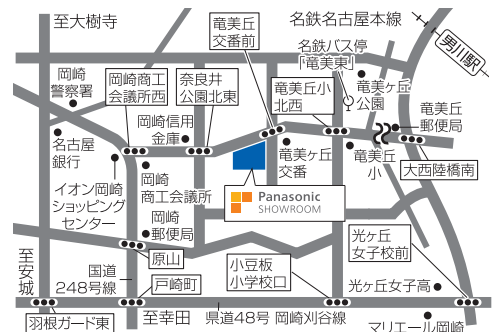 至大樹寺
竜美丘
交番前
名鉄名古屋本線
男川駅
名鉄バス停
「竜美東」
岡崎
警察署
岡崎商工
会議所西
奈良井
公園北東
竜美丘小
北西
竜美ヶ丘
公園
竜美丘
郵便局
岡崎信用
金庫
名古屋
銀行
竜美ヶ丘
交番
竜美丘
小
大西陸橋南
イオン岡崎
ショッピング
センター
岡崎
商工会議所
Panasonic
SHOWROOM
岡崎
郵便局
光ヶ丘
女子校前
至安城
原山
国道
248号線
戸崎町
小豆板
小学校口
光ヶ丘女子高
羽根ガード東
至幸田
県道48号 岡崎刈谷線
マリエール岡崎